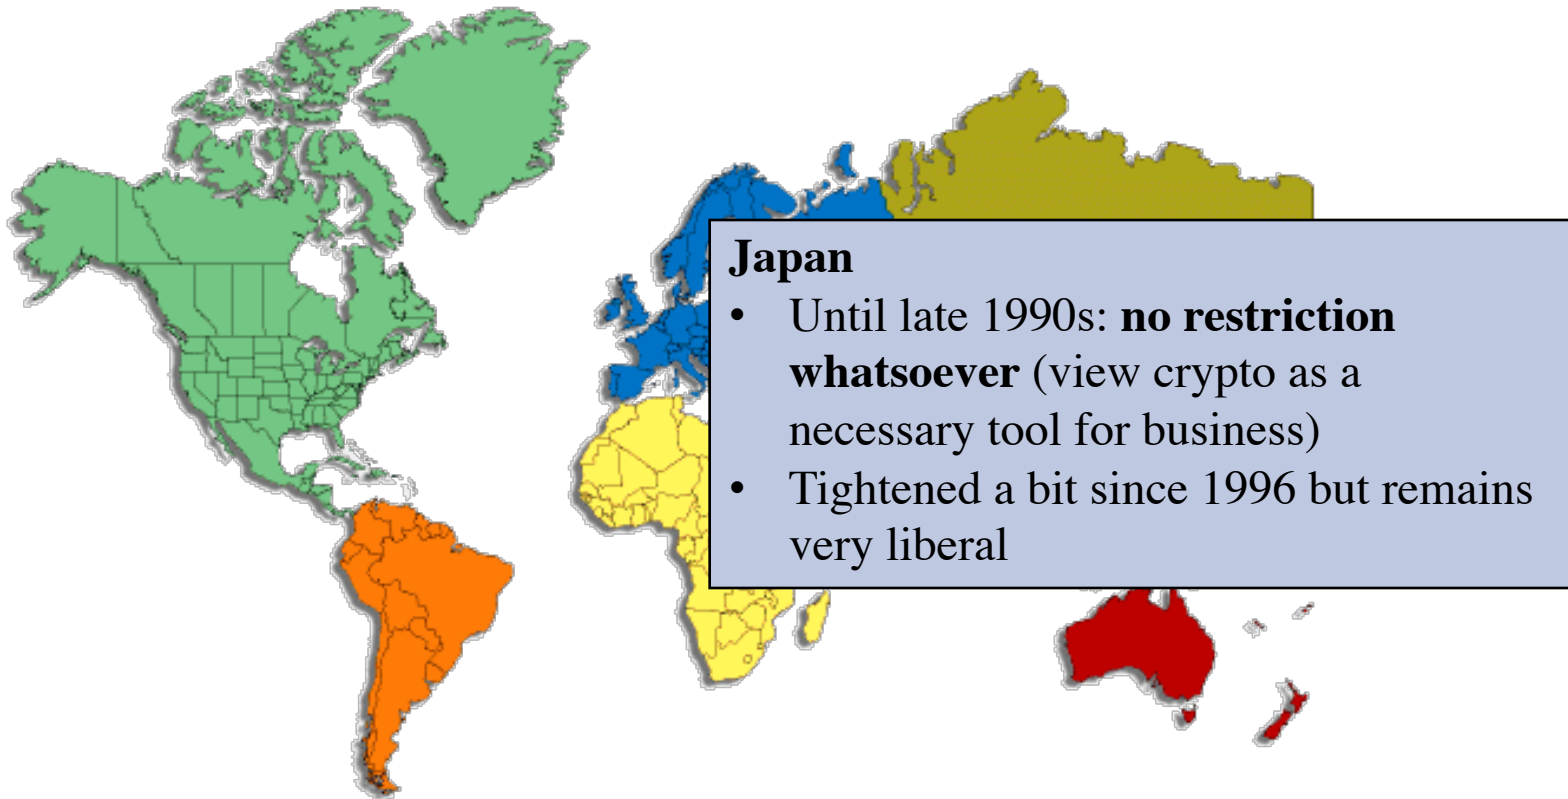 Japan
• Until late 1990s: no restriction
whatsoever (view crypto as a
necessary tool for business)
• Tightened a bit since 1996 but remains
very liberal